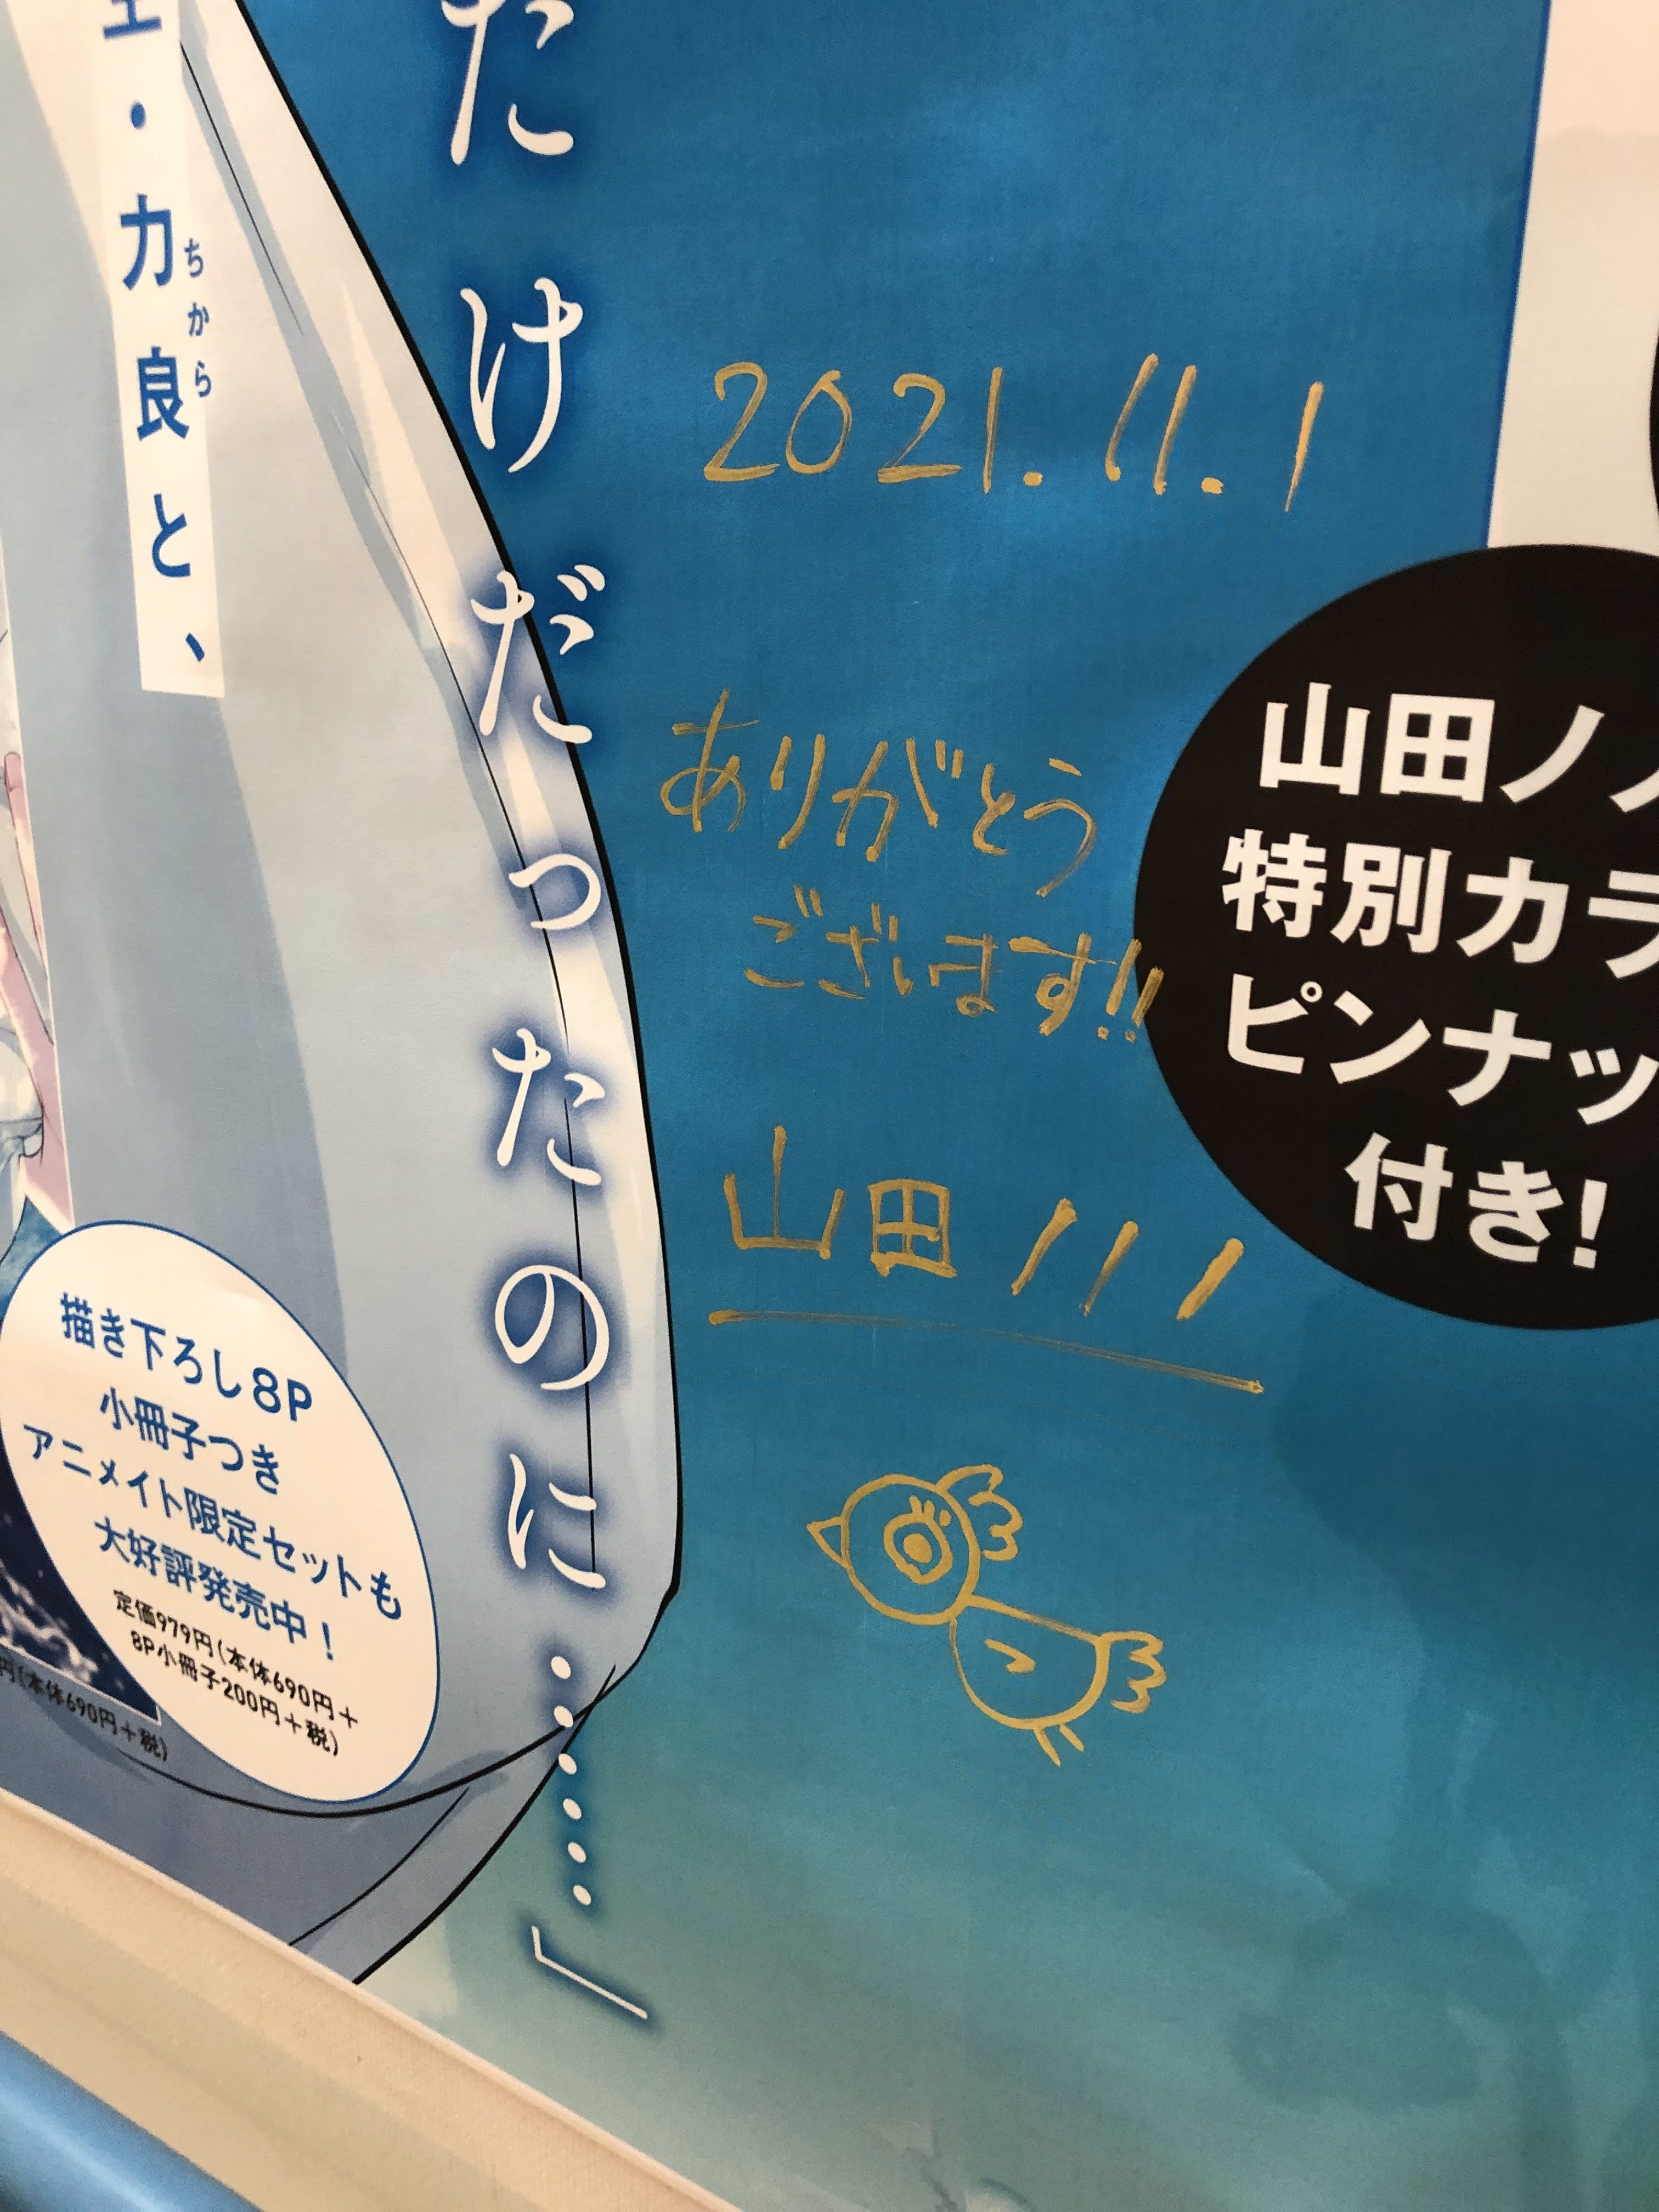 ・力良と、
ちから
ただけだったのに……」
2021.11.1
ありがとう
ございます!!
山田ノノノ
山田ノノ
特別カラ
ピンナッ
付き!
描き下ろし8P
小冊子つき
アニメイト限定セットも
大好評発売中！
定価979円（本体690円＋
8P小冊子200円＋税）
円（本体690円＋税）